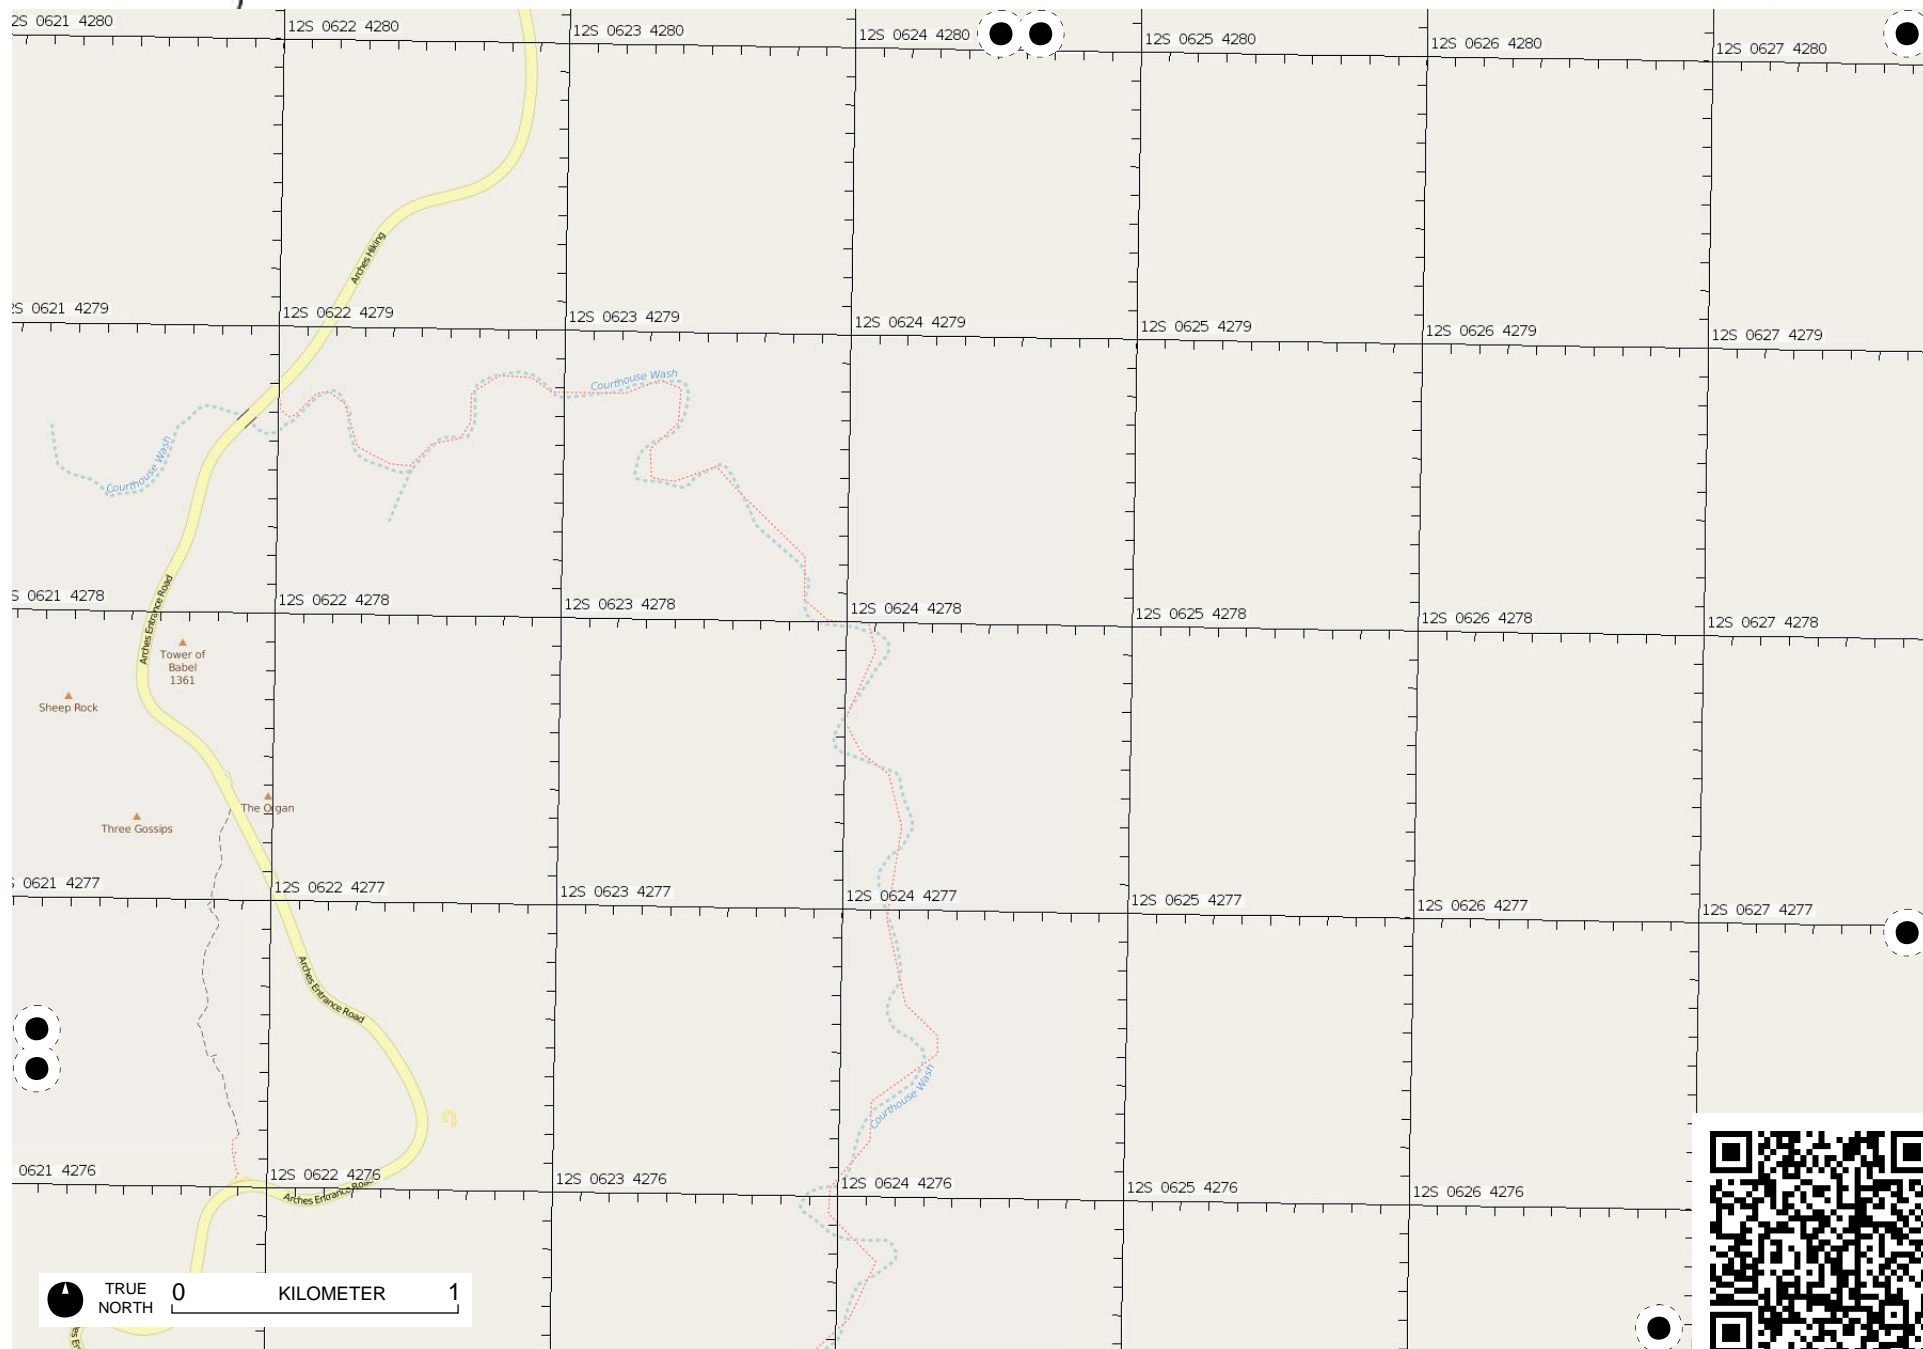 2S 0621 4280
12S 0622 4280
12S 0623 4280
12S 0624 4280
12S 0625 4280
12S 0626 4280
12S 0627 4280
Arches Hiking
2S 0621 4279
12S 0622 4279
12S 0623 4279
12S 0624 4279
12S 0625 4279
12S 0626 4279
12S 0627 4279
Courthouse Wash
Courthouse Wash
S 0621 4278
12S 0622 4278
12S 0623 4278
12S 0624 4278
12S 0625 4278
12S 0626 4278
12S 0627 4278
Arches Entrance Road
Tower of
Babel
1361
Sheep Rock
The Organ
Three Gossips
S 0621 4277
12S 0622 4277
12S 0623 4277
12S 0624 4277
12S 0625 4277
12S 0626 4277
12S 0627 4277
Arches Entrance Road
Courthouse Wash
0621 4276
12S 0622 4276
12S 0623 4276
12S 0624 4276
12S 0625 4276
12S 0626 4276
Arches Entrance Road
TRUE
NORTH
0 KILOMETER 1